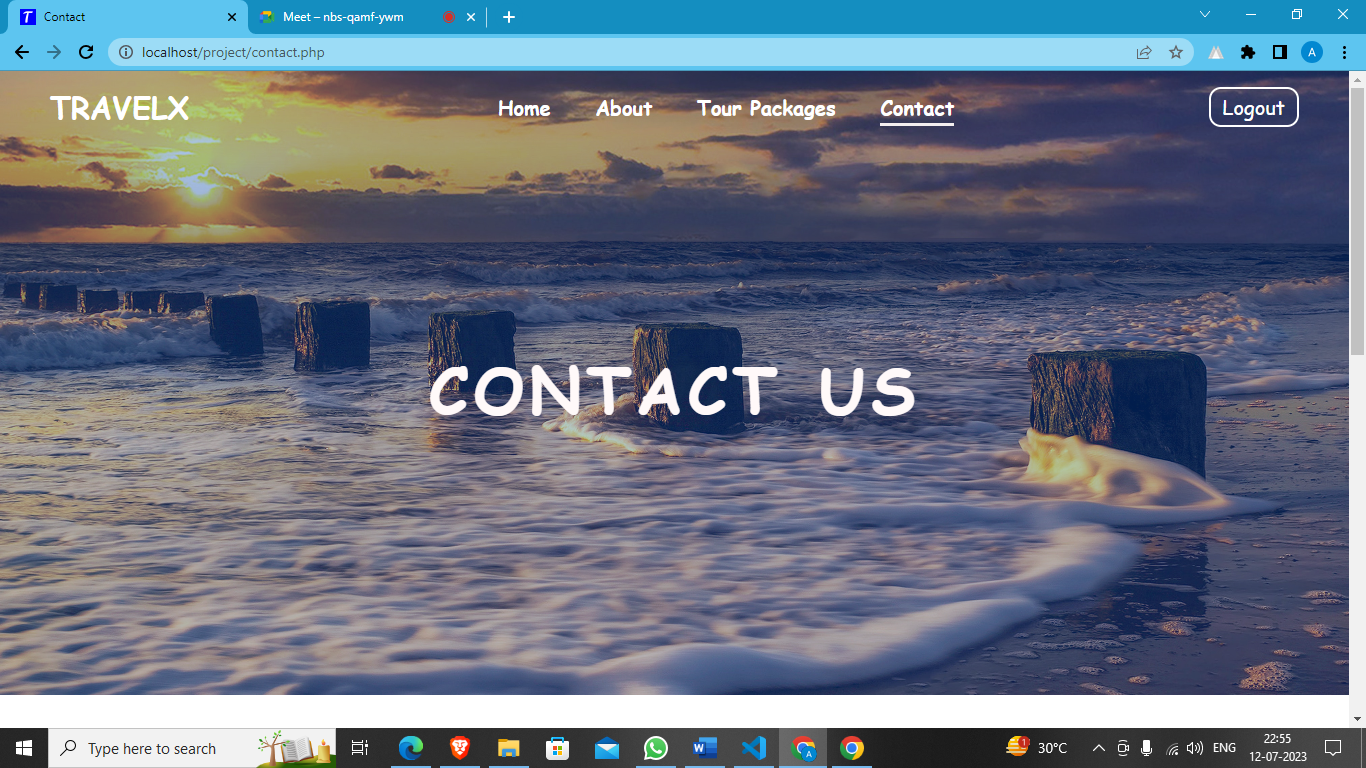 Contact
Meet – nbs-qamf-ywm
localhost/project/contact.php
A
TRAVELX
Home
About
Tour Packages
Contact
Logout
CONTACT US
Type here to search
1
30°C
ENG
22:55
12-07-2023